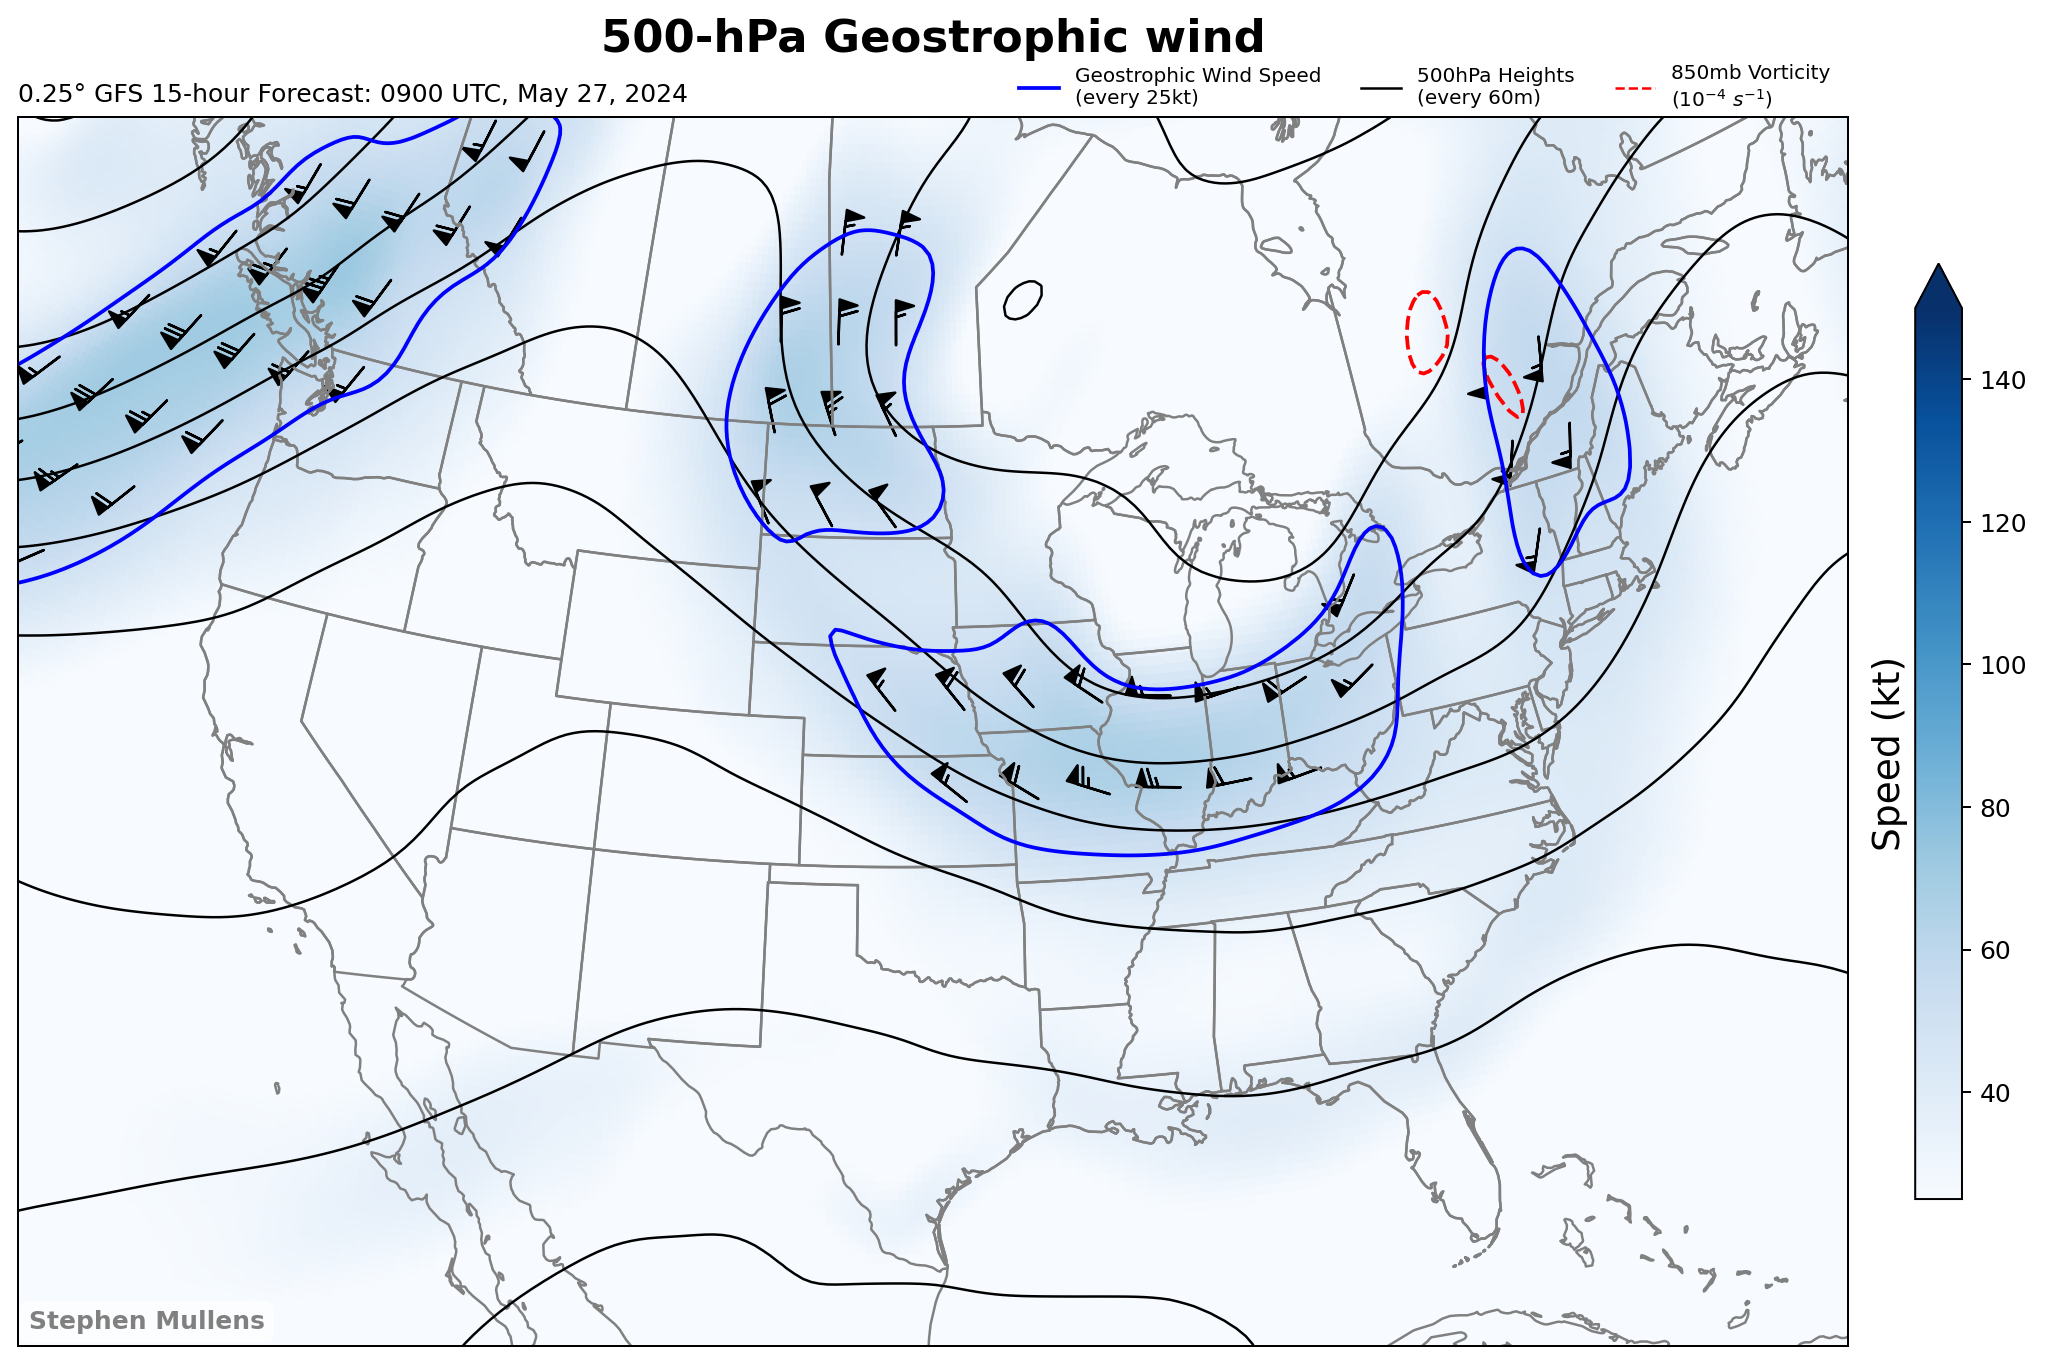 500-hPa Geostrophic wind
0.25° GFS 15-hour Forecast: 0900 UTC, May 27, 2024
Geostrophic Wind Speed
(every 25kt)
500hPa Heights
(every 60m)
850mb Vorticity
(10⁻⁴ s⁻¹)
140
120
100
80
60
40
Speed (kt)
Stephen Mullens